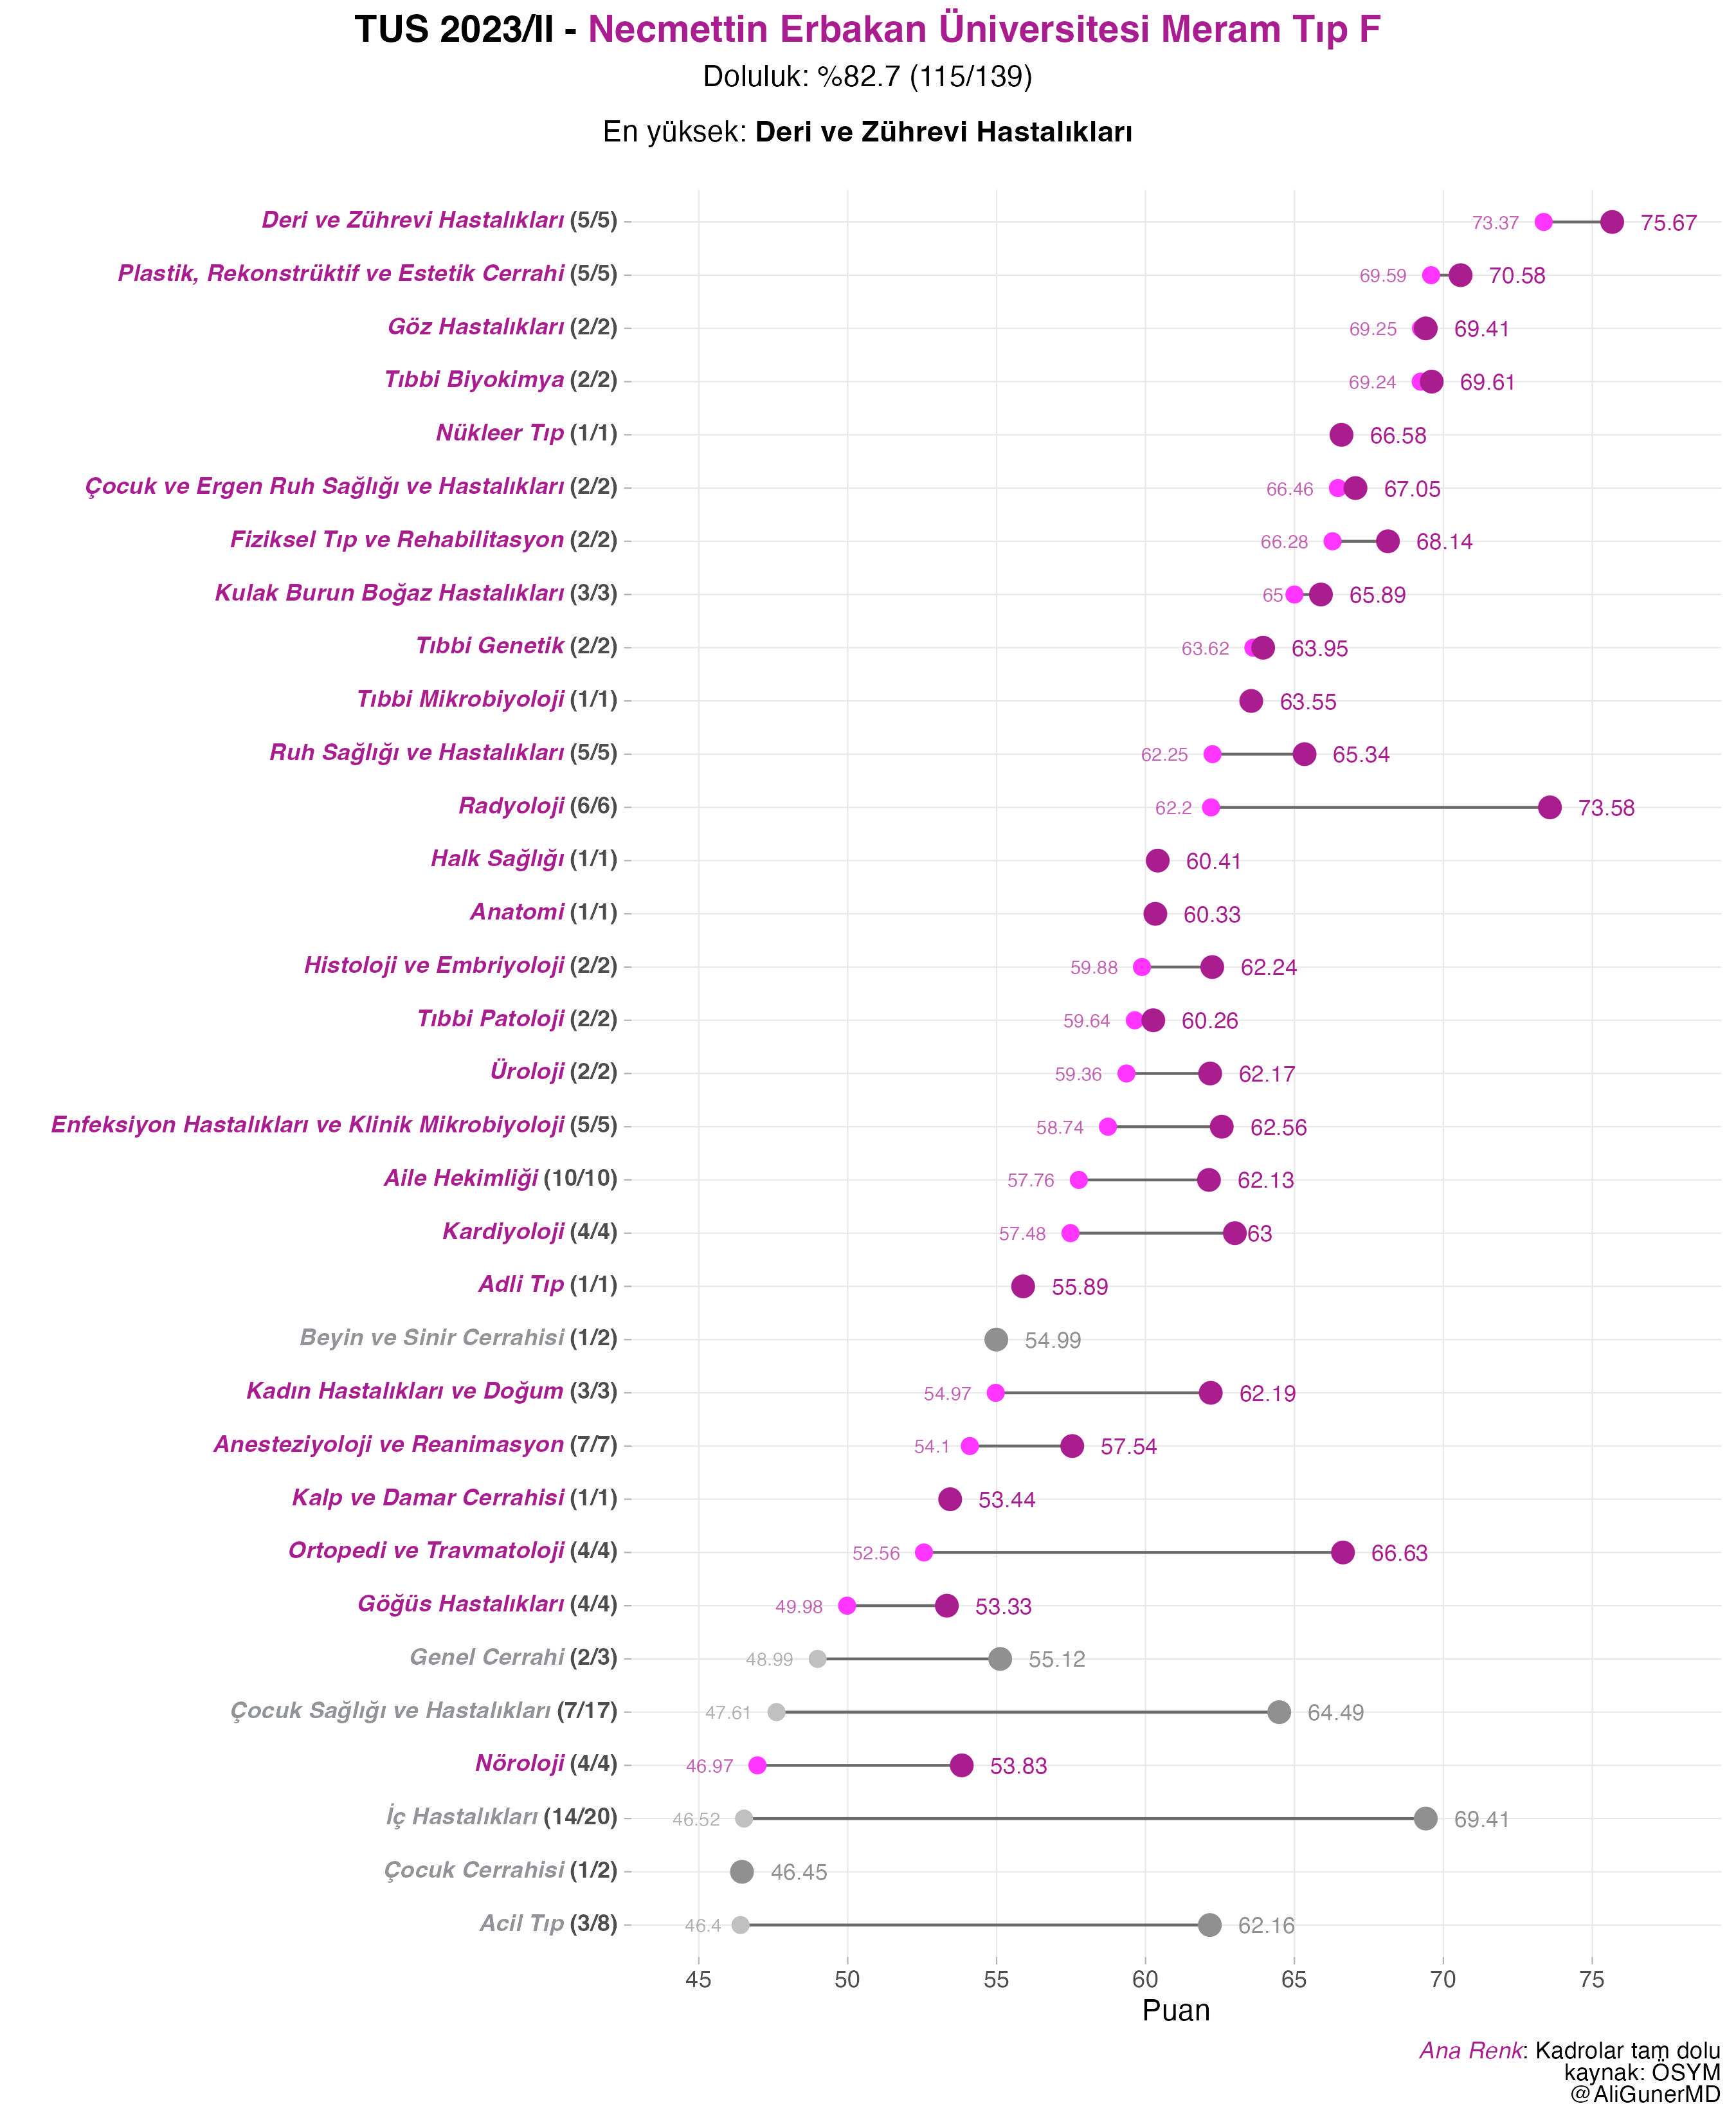 TUS 2023/II - Necmettin Erbakan Üniversitesi Meram Tıp F
Doluluk: %82.7 (115/139)
En yüksek: Deri ve Zührevi Hastalıkları
Deri ve Zührevi Hastalıkları (5/5) 73.37 75.67
Plastik, Rekonstrüktif ve Estetik Cerrahi (5/5) 69.59 70.58
Göz Hastalıkları (2/2) 69.25 69.41
Tıbbi Biyokimya (2/2) 69.24 69.61
Nükleer Tıp (1/1) 66.58
Çocuk ve Ergen Ruh Sağlığı ve Hastalıkları (2/2) 66.46 67.05
Fiziksel Tıp ve Rehabilitasyon (2/2) 66.28 68.14
Kulak Burun Boğaz Hastalıkları (3/3) 65 65.89
Tıbbi Genetik (2/2) 63.62 63.95
Tıbbi Mikrobiyoloji (1/1) 63.55
Ruh Sağlığı ve Hastalıkları (5/5) 62.25 65.34
Radyoloji (6/6) 62.2 73.58
Halk Sağlığı (1/1) 60.41
Anatomi (1/1) 60.33
Histoloji ve Embriyoloji (2/2) 59.88 62.24
Tıbbi Patoloji (2/2) 59.64 60.26
Üroloji (2/2) 59.36 62.17
Enfeksiyon Hastalıkları ve Klinik Mikrobiyoloji (5/5) 58.74 62.56
Aile Hekimliği (10/10) 57.76 62.13
Kardiyoloji (4/4) 57.48 63
Adli Tıp (1/1) 55.89
Beyin ve Sinir Cerrahisi (1/2) 54.99
Kadın Hastalıkları ve Doğum (3/3) 54.97 62.19
Anesteziyoloji ve Reanimasyon (7/7) 54.1 57.54
Kalp ve Damar Cerrahisi (1/1) 53.44
Ortopedi ve Travmatoloji (4/4) 52.56 66.63
Göğüs Hastalıkları (4/4) 49.98 53.33
Genel Cerrahi (2/3) 48.99 55.12
Çocuk Sağlığı ve Hastalıkları (7/17) 47.61 64.49
Nöroloji (4/4) 46.97 53.83
İç Hastalıkları (14/20) 46.52 69.41
Çocuk Cerrahisi (1/2) 46.45
Acil Tıp (3/8) 46.4 62.16
45 50 55 60 65 70 75
Puan
Ana Renk: Kadrolar tam dolu
kaynak: ÖSYM
@AliGunerMD